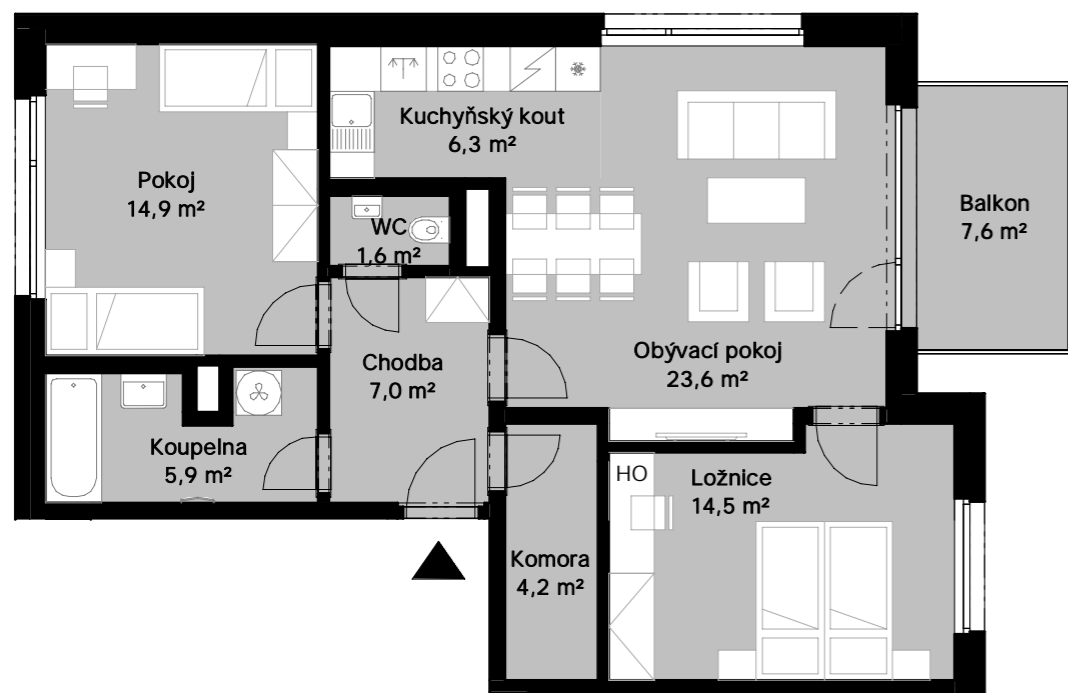 Kuchyňský kout
6,3 m²
Pokoj
14,9 m²
WC
1,6 m²
Balkon
7,6 m²
Chodba
7,0 m²
Obývací pokoj
23,6 m²
Koupelna
5,9 m²
HO
Ložnice
14,5 m²
Komora
4,2 m²